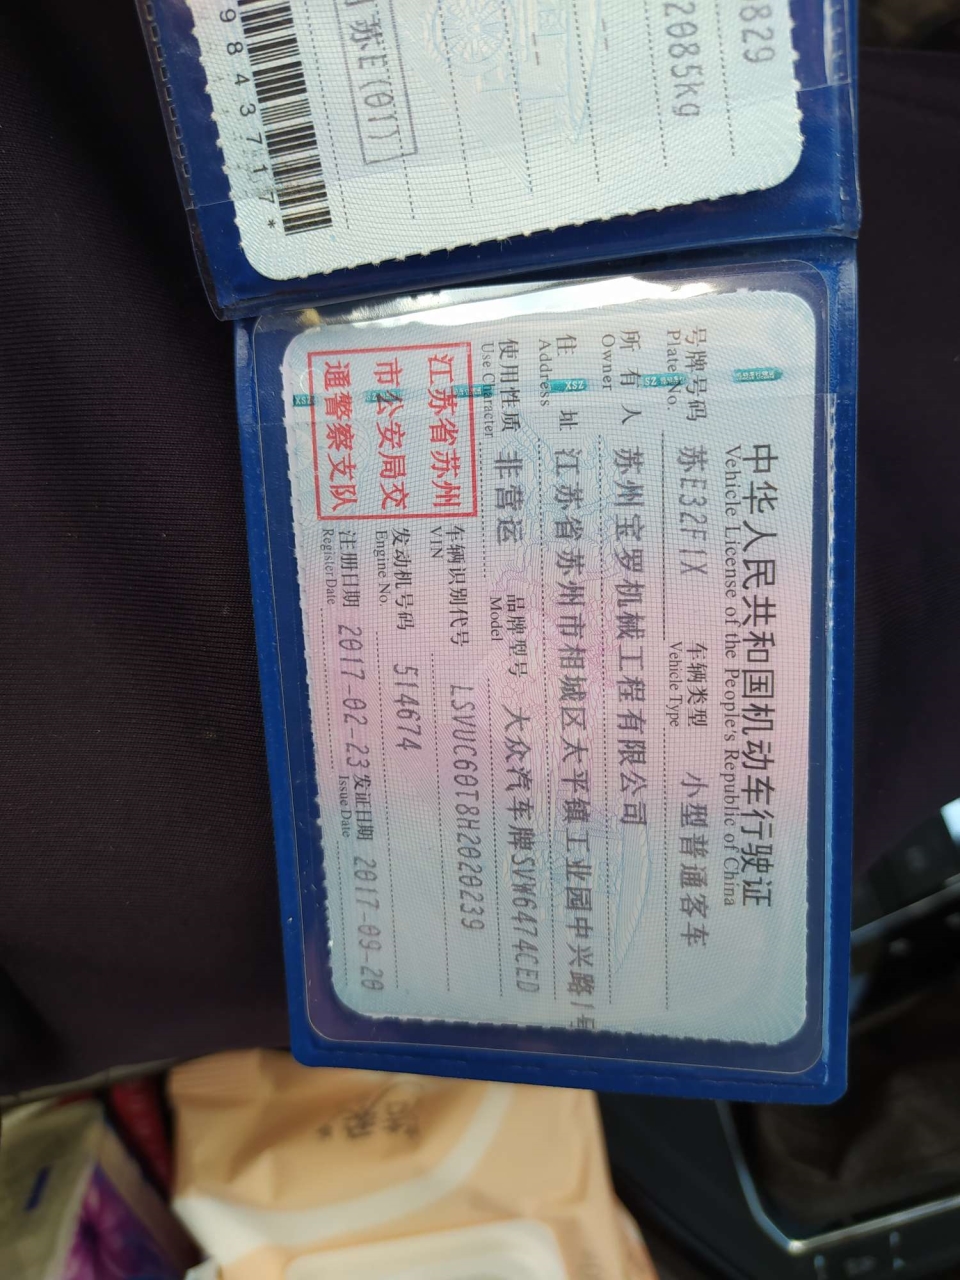 中华人民共和国机动车行驶证
Vehicle License of the People's Republic of China
号牌号码 苏E32F1X 车辆类型 小型普通客车
Plate No. Vehicle Type
所有人 苏州宝罗机械工程有限公司
Owner
住址 江苏省苏州市相城区太平镇工业园中兴路1号
Address
使用性质 非营运 品牌型号 大众汽车牌SVW6474CED
Use Character Model
江苏省苏州
市公安局交
通警察支队
车辆识别代号 LSVUC60T8H2020239
VIN
发动机号码 514674
Engine No
注册日期 2017-02-23 发证日期 2017-09-20
Register Date Issue Date
829
2085kg
苏E(01)
9843717*